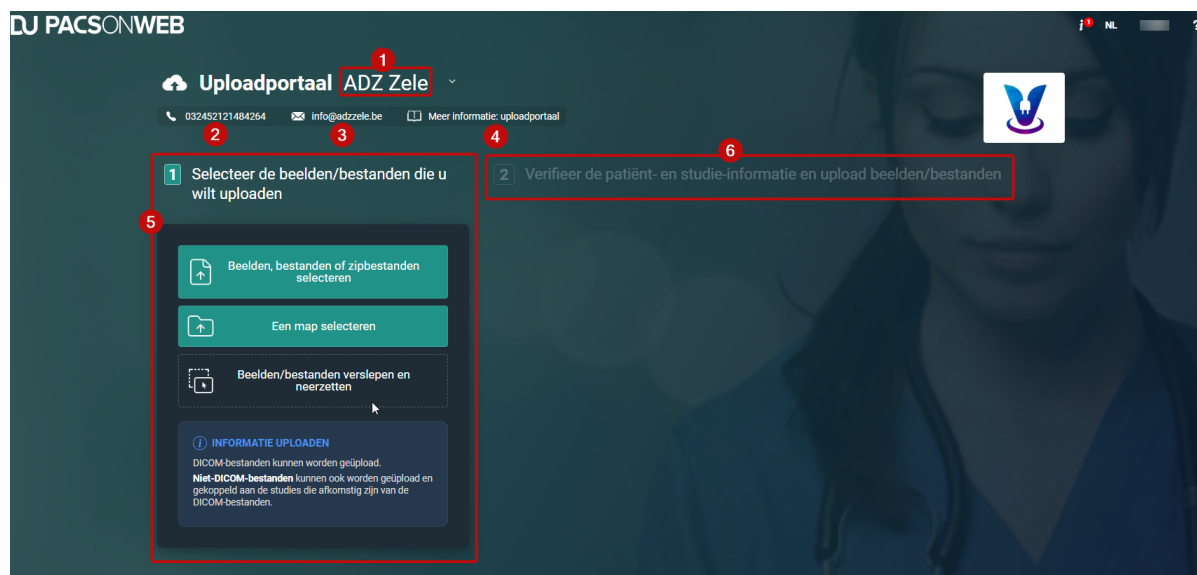 DJ PACSONWEB
i 1 NL ?
1
Uploadportaal ADZ Zele
032452121484264 info@adzzele.be Meer informatie: uploadportaal
2 3 4
6
1 Selecteer de beelden/bestanden die u
wilt uploaden
2 Verifieer de patiënt- en studie-informatie en upload beelden/bestanden
5
Beelden, bestanden of zipbestanden
selecteren
Een map selecteren
Beelden/bestanden verslepen en
neerzetten
i INFORMATIE UPLOADEN
DICOM-bestanden kunnen worden geüpload.
Niet-DICOM-bestanden kunnen ook worden geüpload en
gekoppeld aan de studies die afkomstig zijn van de
DICOM-bestanden.